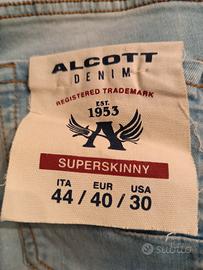 ALCOTT
DENIM
REGISTERED TRADEMARK
EST.
1953
A
SUPERSKINNY
ITA EUR USA
44 / 40 / 30
subito